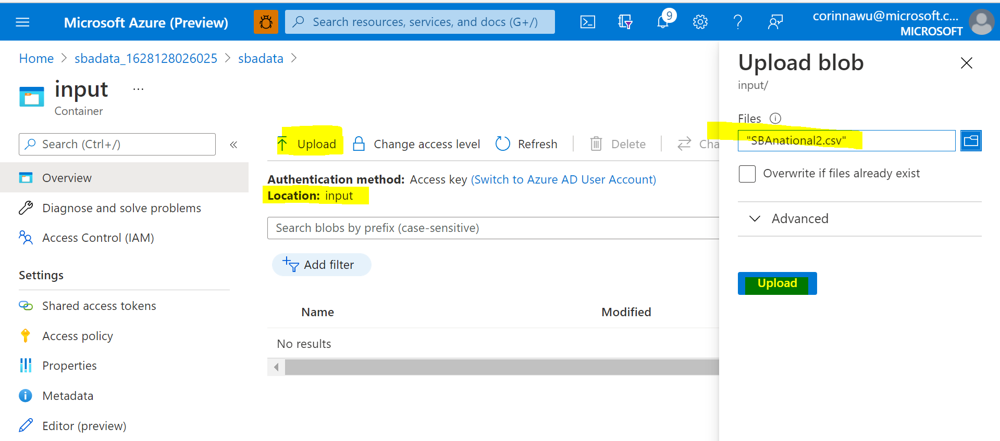 Microsoft Azure (Preview)
Search resources, services, and docs (G+/)
9
corinnawu@microsoft.c...
MICROSOFT
Home > sbadata_1628128026025 > sbadata >
input ...
Container
Search (Ctrl+/)
«
Overview
Diagnose and solve problems
Access Control (IAM)
Settings
Shared access tokens
Access policy
Properties
Metadata
Editor (preview)
Upload
Change access level
Refresh
Delete
Cha
Authentication method: Access key (Switch to Azure AD User Account)
Location: input
Search blobs by prefix (case-sensitive)
Add filter
Name Modified
No results
Upload blob
input/
Files
"SBAnational2.csv"
Overwrite if files already exist
Advanced
Upload